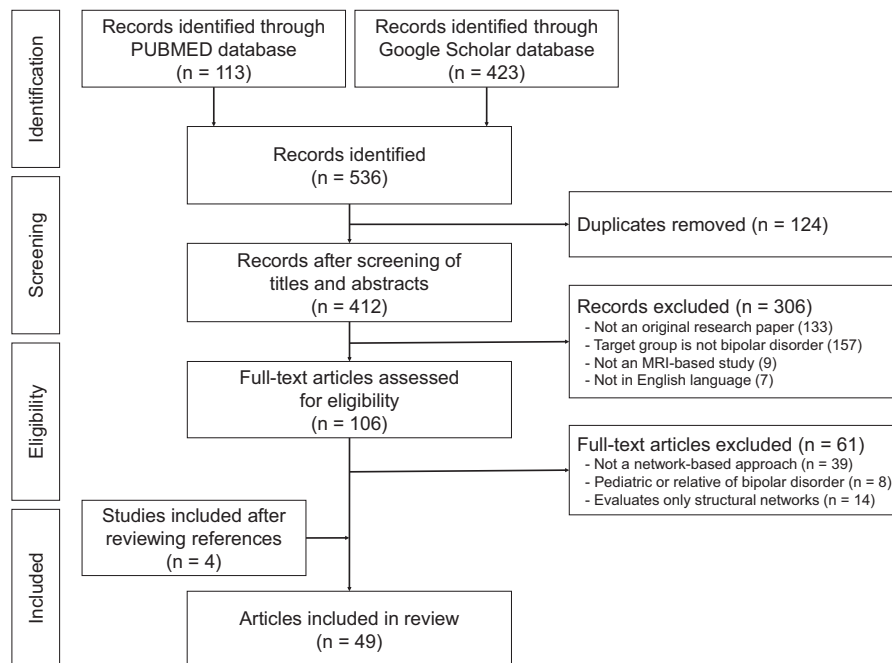 Identification
Records identified through
PUBMED database
(n = 113)
Records identified through
Google Scholar database
(n = 423)
Records identified
(n = 536)
Screening
Duplicates removed (n = 124)
Records after screening of
titles and abstracts
(n = 412)
Records excluded (n = 306)
- Not an original research paper (133)
- Target group is not bipolar disorder (157)
- Not an MRI-based study (9)
- Not in English language (7)
Eligibility
Full-text articles assessed
for eligibility
(n = 106)
Full-text articles excluded (n = 61)
- Not a network-based approach (n = 39)
- Pediatric or relative of bipolar disorder (n = 8)
- Evaluates only structural networks (n = 14)
Included
Studies included after
reviewing references
(n = 4)
Articles included in review
(n = 49)